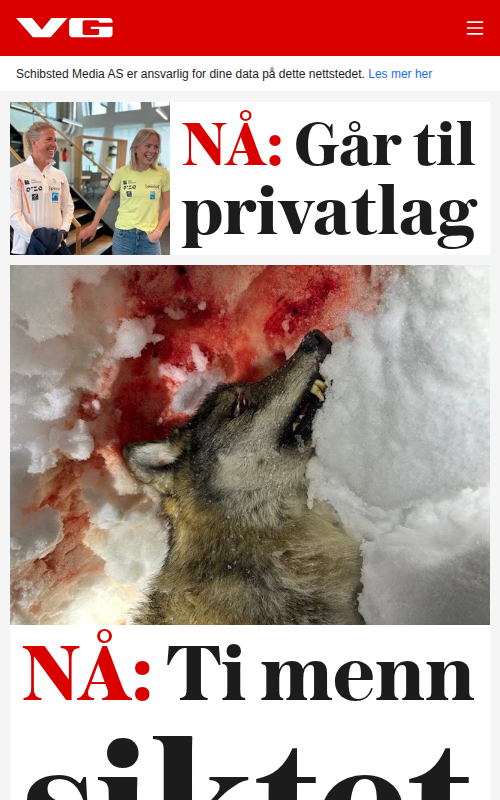 VG
Schibsted Media AS er ansvarlig for dine data på dette nettstedet. Les mer her
NÅ: Går til
privatlag
NÅ: Ti menn
siktet